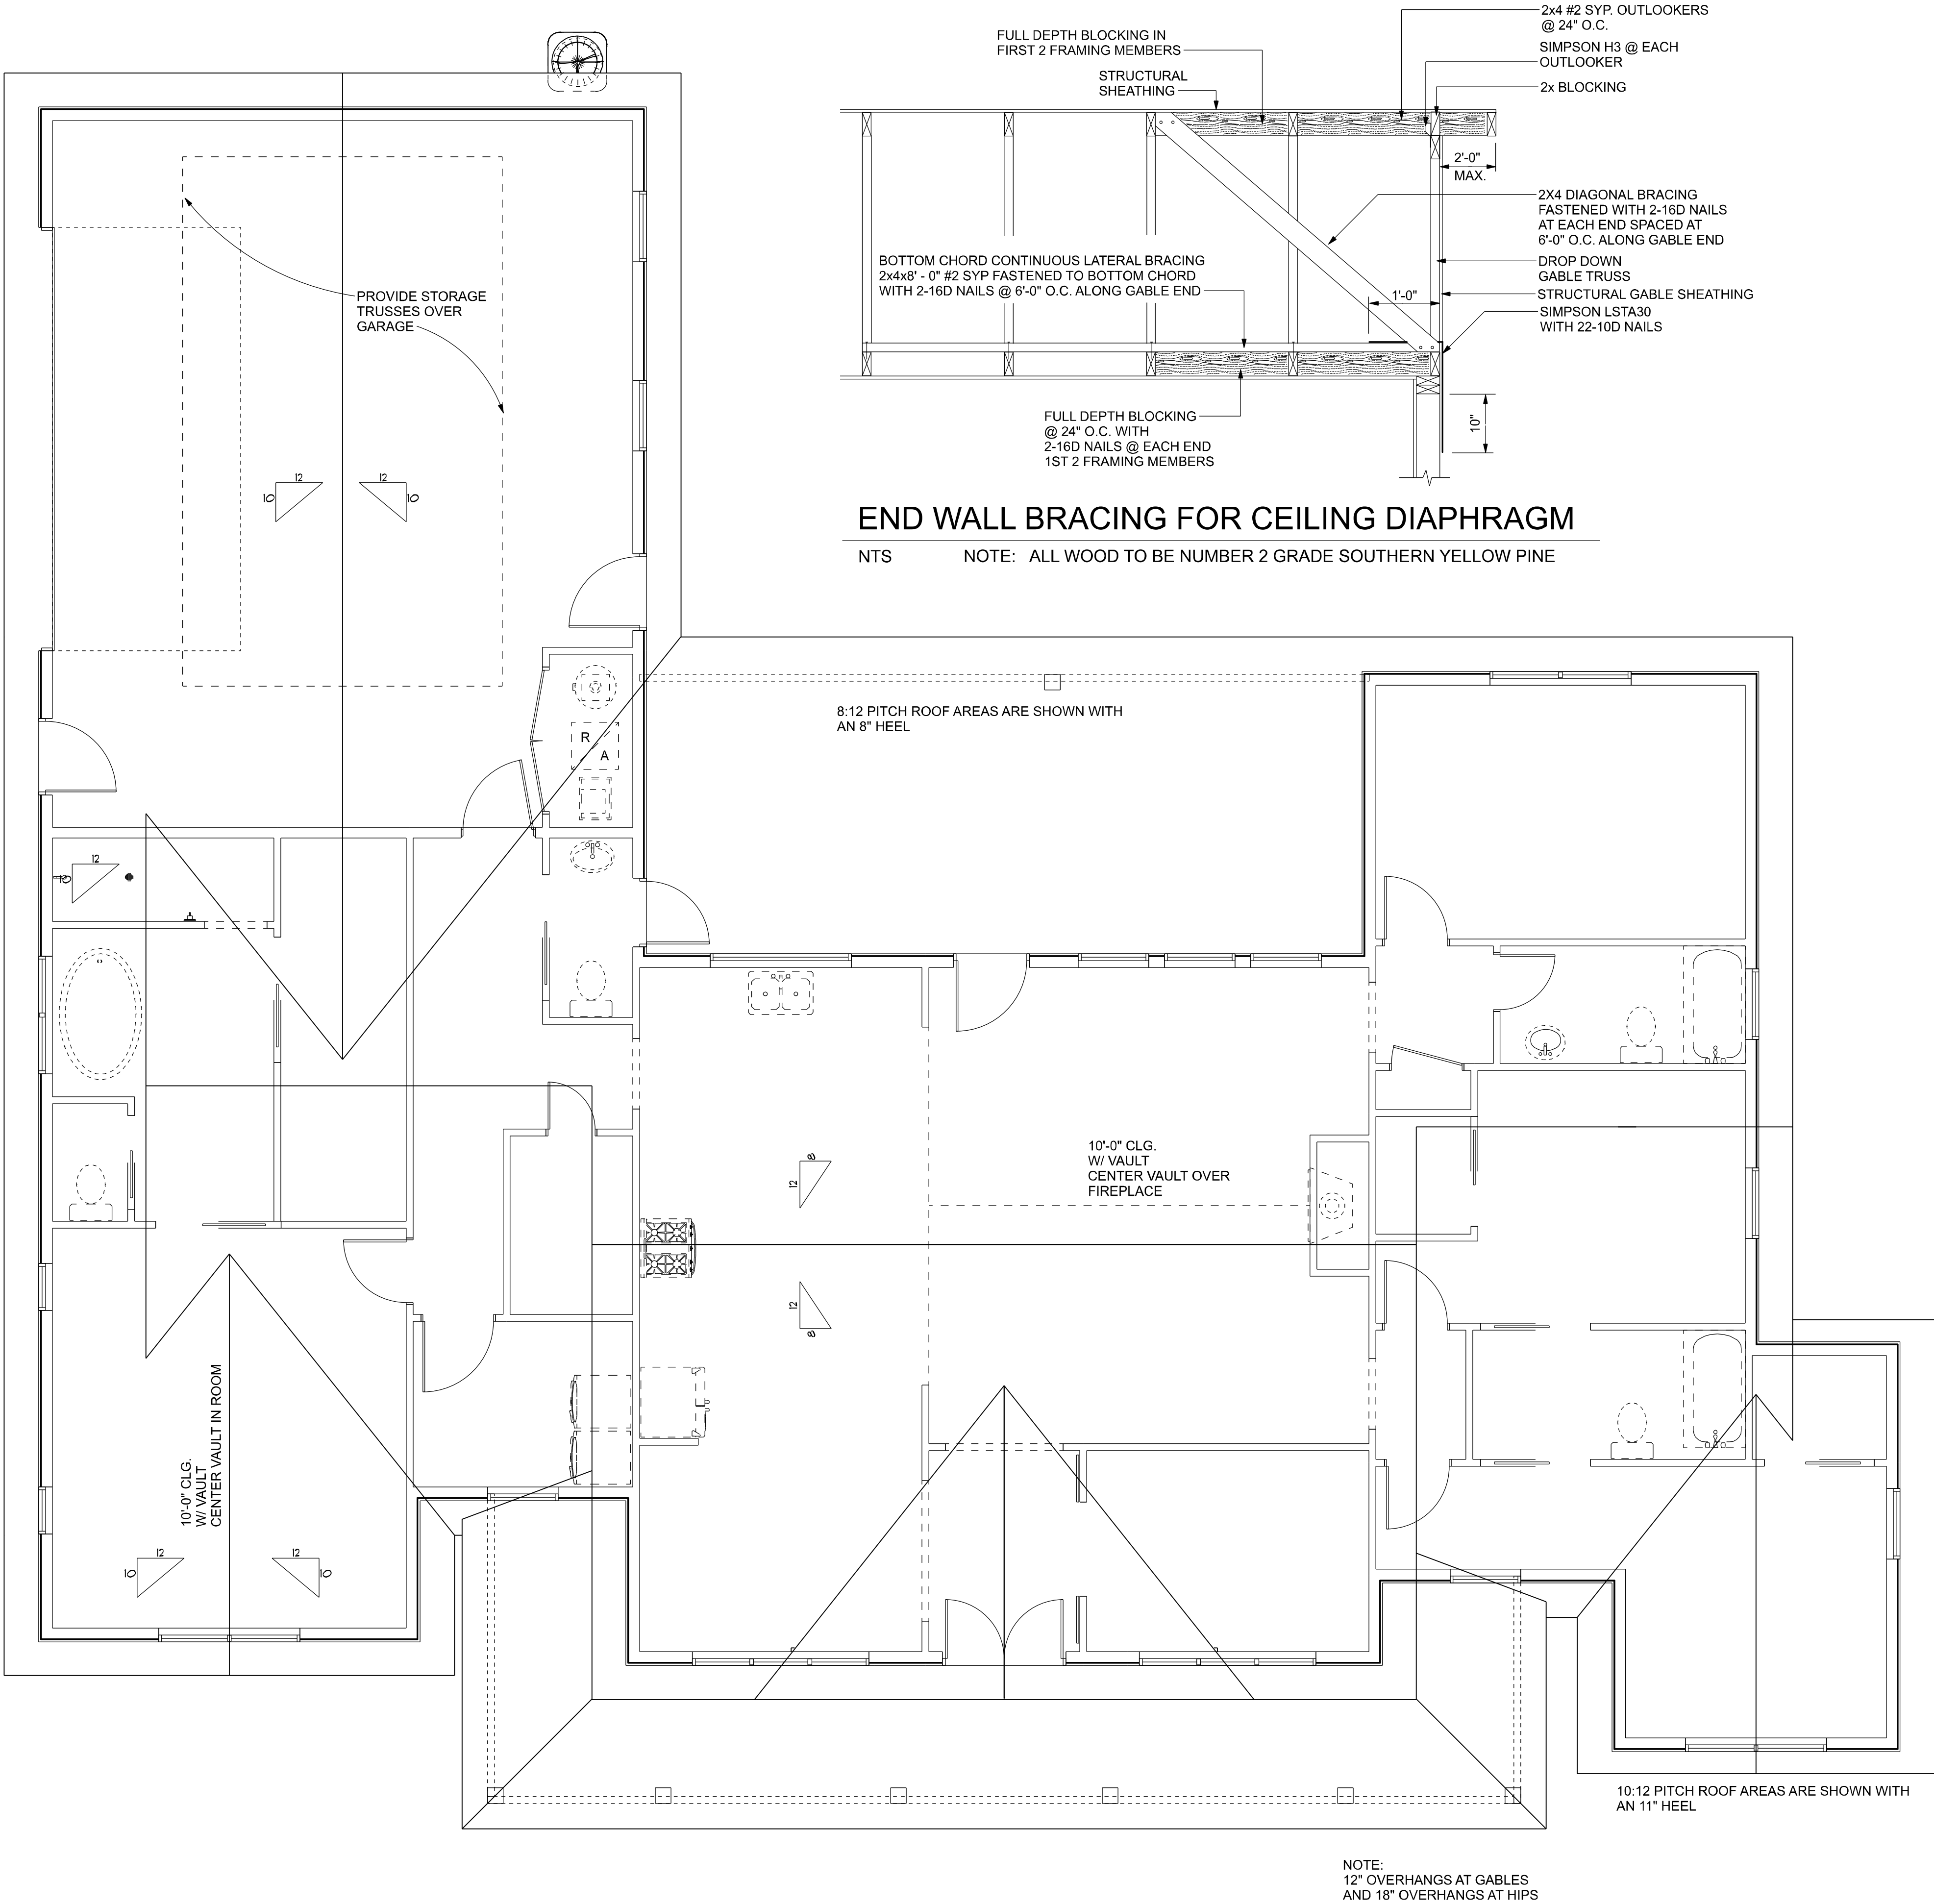 FULL DEPTH BLOCKING IN
FIRST 2 FRAMING MEMBERS
STRUCTURAL
SHEATHING
2x4 #2 SYP. OUTLOOKERS
@ 24" O.C.
SIMPSON H3 @ EACH
OUTLOOKER
2x BLOCKING
2'-0"
MAX.
2X4 DIAGONAL BRACING
FASTENED WITH 2-16D NAILS
AT EACH END SPACED AT
6'-0" O.C. ALONG GABLE END
DROP DOWN
GABLE TRUSS
STRUCTURAL GABLE SHEATHING
SIMPSON LSTA30
WITH 22-10D NAILS
BOTTOM CHORD CONTINUOUS LATERAL BRACING
2x4x8' - 0" #2 SYP FASTENED TO BOTTOM CHORD
WITH 2-16D NAILS @ 6'-0" O.C. ALONG GABLE END
1'-0"
10"
FULL DEPTH BLOCKING
@ 24" O.C. WITH
2-16D NAILS @ EACH END
1ST 2 FRAMING MEMBERS
END WALL BRACING FOR CEILING DIAPHRAGM
NTS NOTE: ALL WOOD TO BE NUMBER 2 GRADE SOUTHERN YELLOW PINE
PROVIDE STORAGE
TRUSSES OVER
GARAGE
12
10
12
10
R
A
8:12 PITCH ROOF AREAS ARE SHOWN WITH
AN 8" HEEL
12
10
8
12
10'-0" CLG.
W/ VAULT
CENTER VAULT OVER
FIREPLACE
12
8
10'-0" CLG.
W/ VAULT
CENTER VAULT IN ROOM
12
10
12
10
10:12 PITCH ROOF AREAS ARE SHOWN WITH
AN 11" HEEL
NOTE:
12" OVERHANGS AT GABLES
AND 18" OVERHANGS AT HIPS